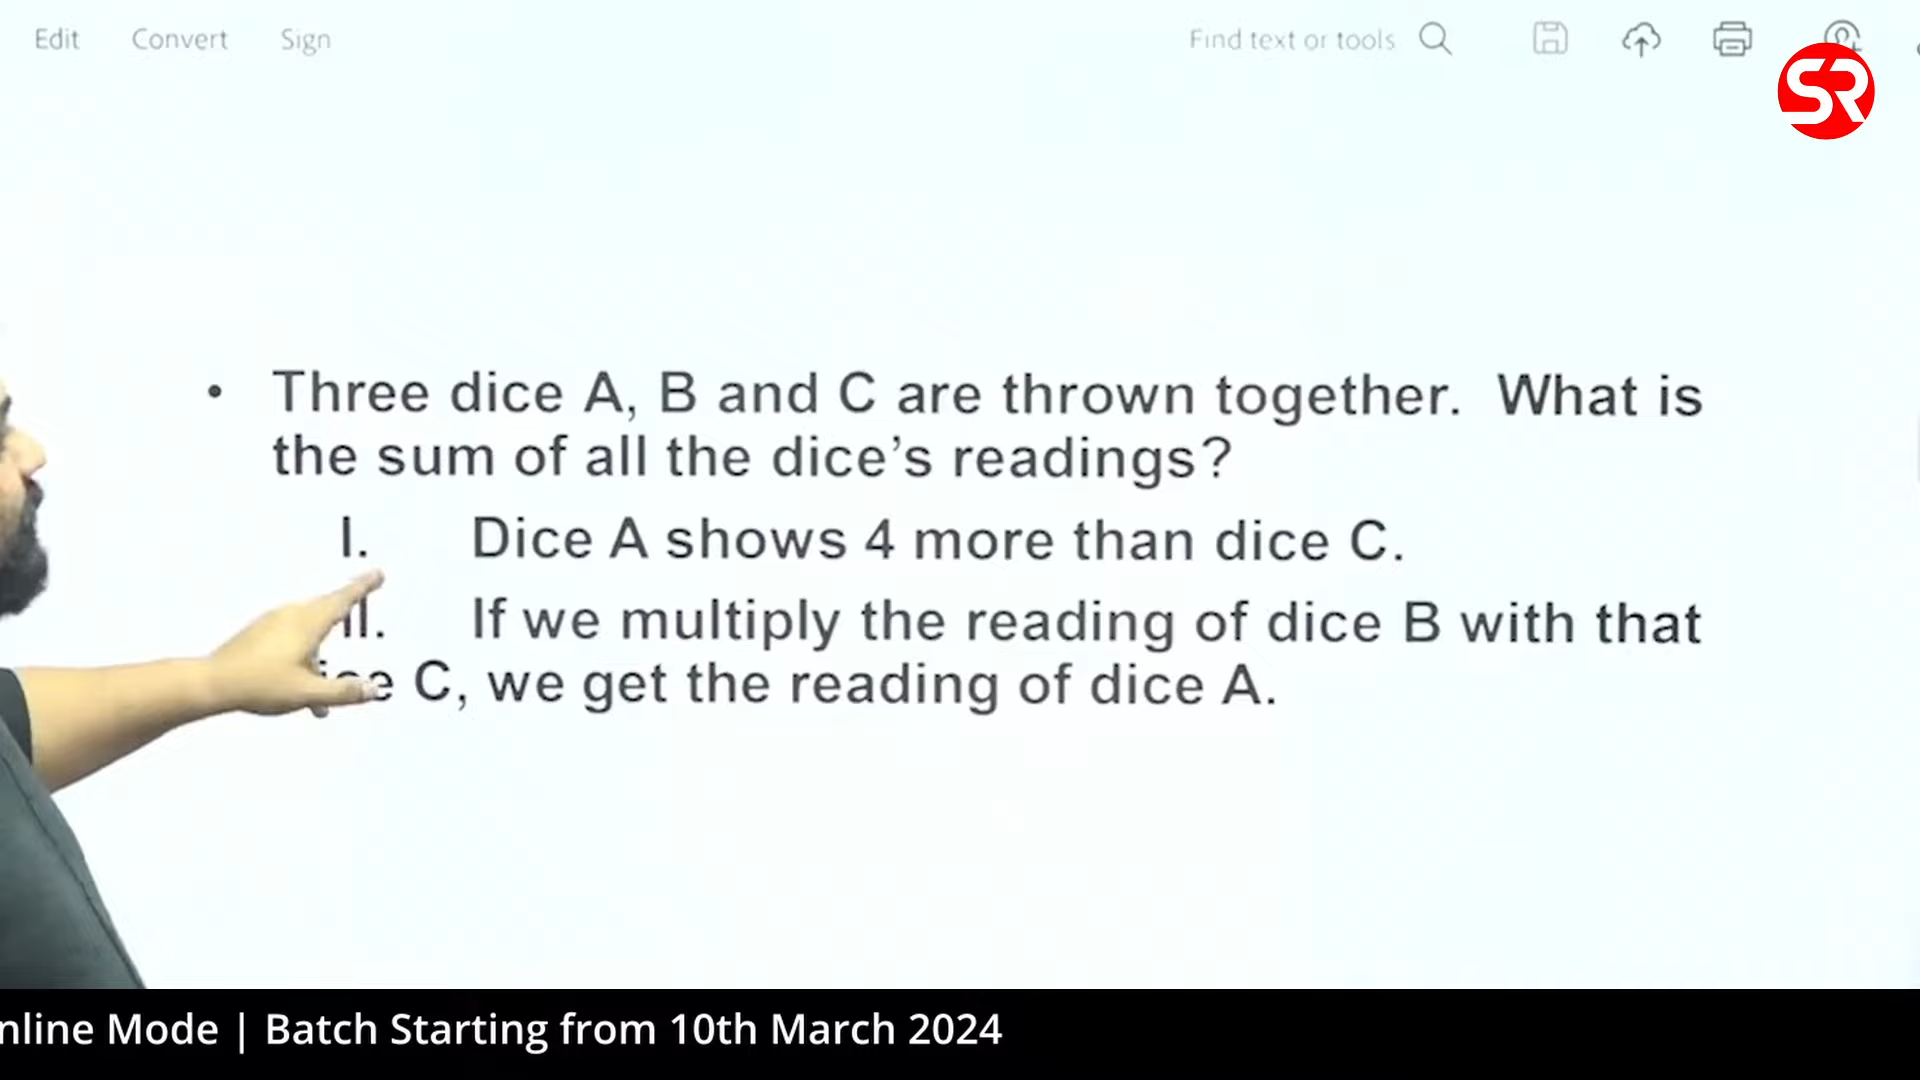 Edit Convert Sign Find text or tools
SR
• Three dice A, B and C are thrown together. What is
the sum of all the dice’s readings?
I. Dice A shows 4 more than dice C.
II. If we multiply the reading of dice B with that
C, we get the reading of dice A.
Mode | Batch Starting from 10th March 2024